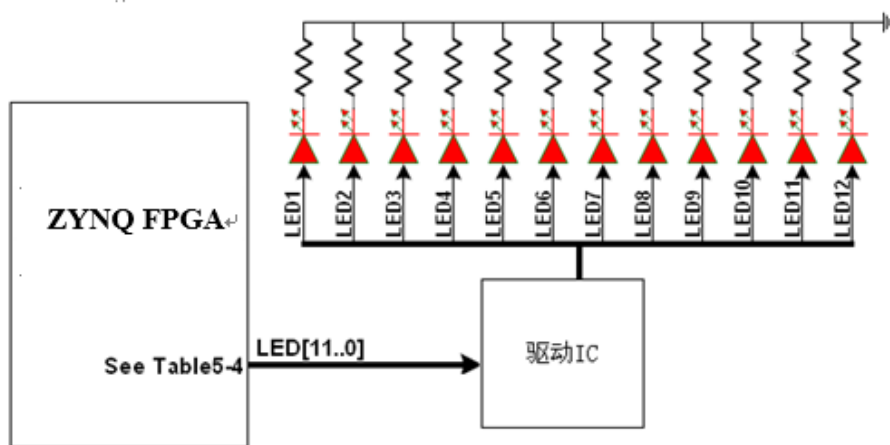 LED1
LED2
LED3
LED4
LED5
LED6
LED7
LED8
LED9
LED10
LED11
LED12
ZYNQ FPGA↵
See Table5-4
LED[11..0]
驱动IC